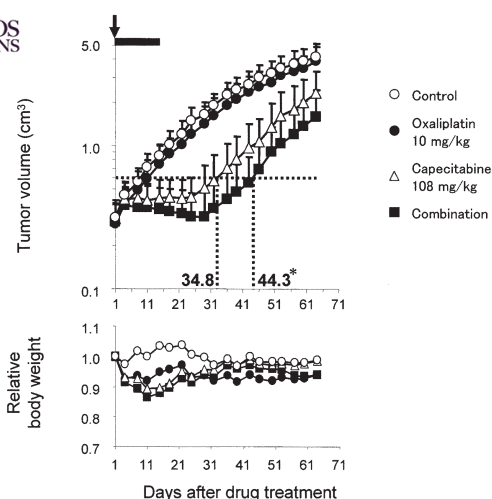 OS
NS
5.0
1.0
0.1
Tumor volume (cm³)
34.8
44.3*
1 11 21 31 41 51 61 71
Control
Oxaliplatin
10 mg/kg
Capecitabine
108 mg/kg
Combination
1.1
1.0
0.9
0.8
0.7
Relative
body weight
1 11 21 31 41 51 61 71
Days after drug treatment